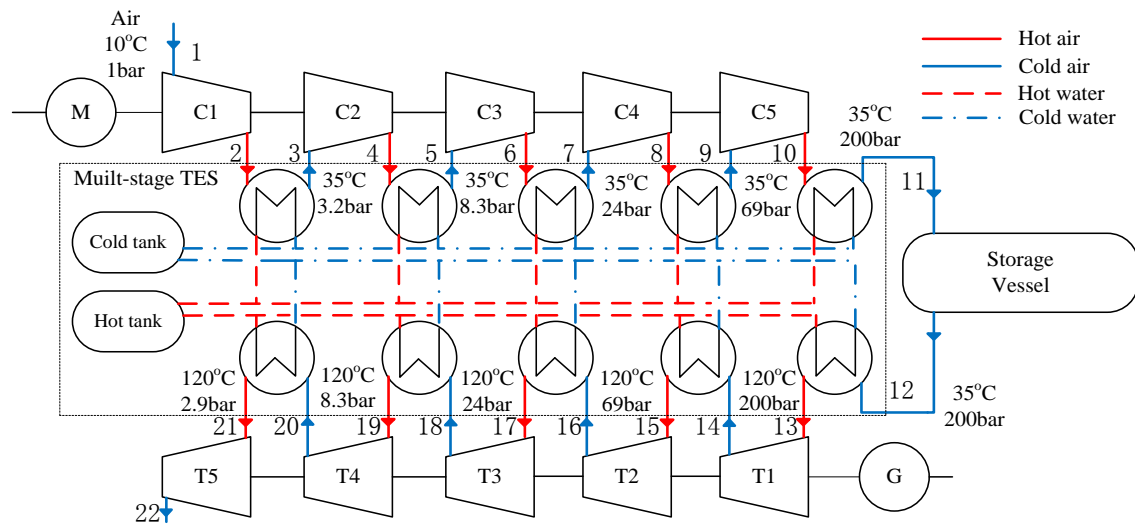 Air
10°C
1bar
1
Hot air
Cold air
Hot water
Cold water
M
C1
C2
C3
C4
C5
35°C
200bar
2
3
4
5
6
7
8
9
10
11
Muilt-stage TES
35°C
3.2bar
35°C
8.3bar
35°C
24bar
35°C
69bar
Cold tank
Hot tank
Storage
Vessel
120°C
2.9bar
120°C
8.3bar
120°C
24bar
120°C
69bar
120°C
200bar
12
35°C
200bar
21
20
19
18
17
16
15
14
13
T5
T4
T3
T2
T1
G
22